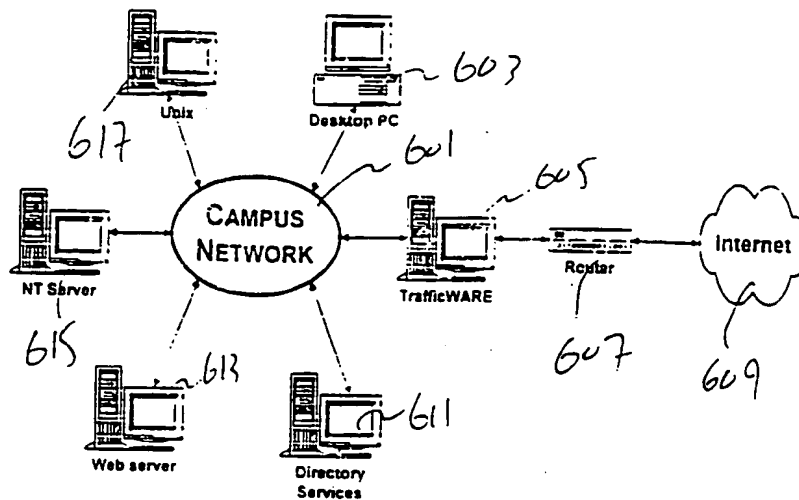 603
Unix
Desktop PC
617
601
605
CAMPUS
NETWORK
Internet
Router
NT Server
TrafficWARE
615
613
607
609
611
Web server
Directory
Services